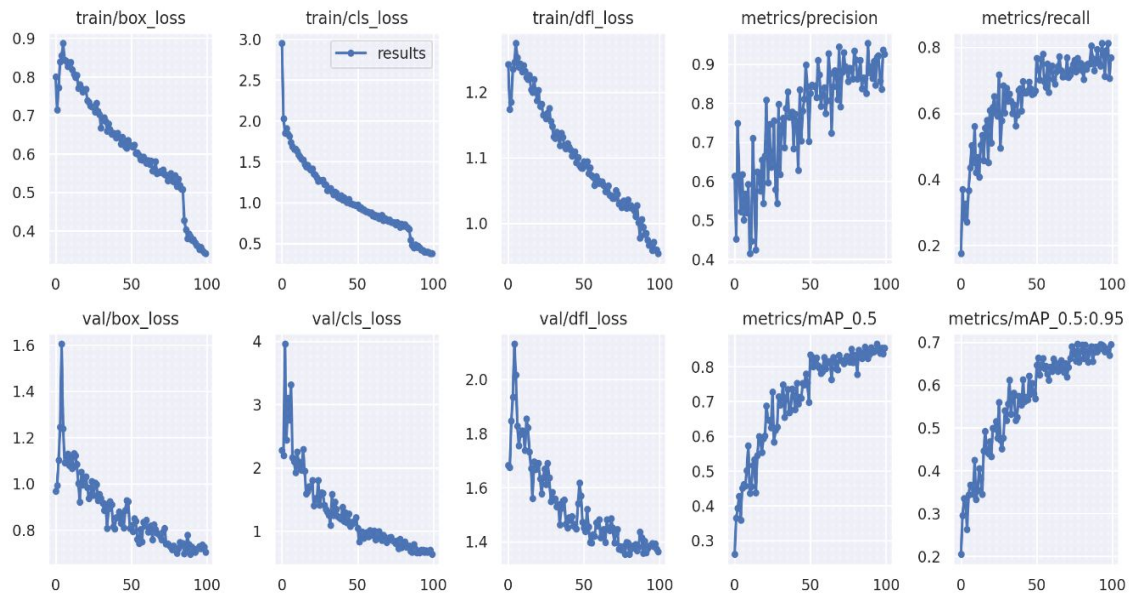 train/box_loss
train/cls_loss
train/dfl_loss
metrics/precision
metrics/recall
results
0.9
0.8
0.7
0.6
0.5
0.4
3.0
2.5
2.0
1.5
1.0
0.5
1.2
1.1
1.0
0.9
0.8
0.7
0.6
0.5
0.4
0.8
0.6
0.4
0.2
0 50 100
0 50 100
0 50 100
0 50 100
0 50 100
val/box_loss
val/cls_loss
val/dfl_loss
metrics/mAP_0.5
metrics/mAP_0.5:0.95
1.6
1.4
1.2
1.0
0.8
4
3
2
1
2.0
1.8
1.6
1.4
0.8
0.7
0.6
0.5
0.4
0.3
0.7
0.6
0.5
0.4
0.3
0.2
0 50 100
0 50 100
0 50 100
0 50 100
0 50 100